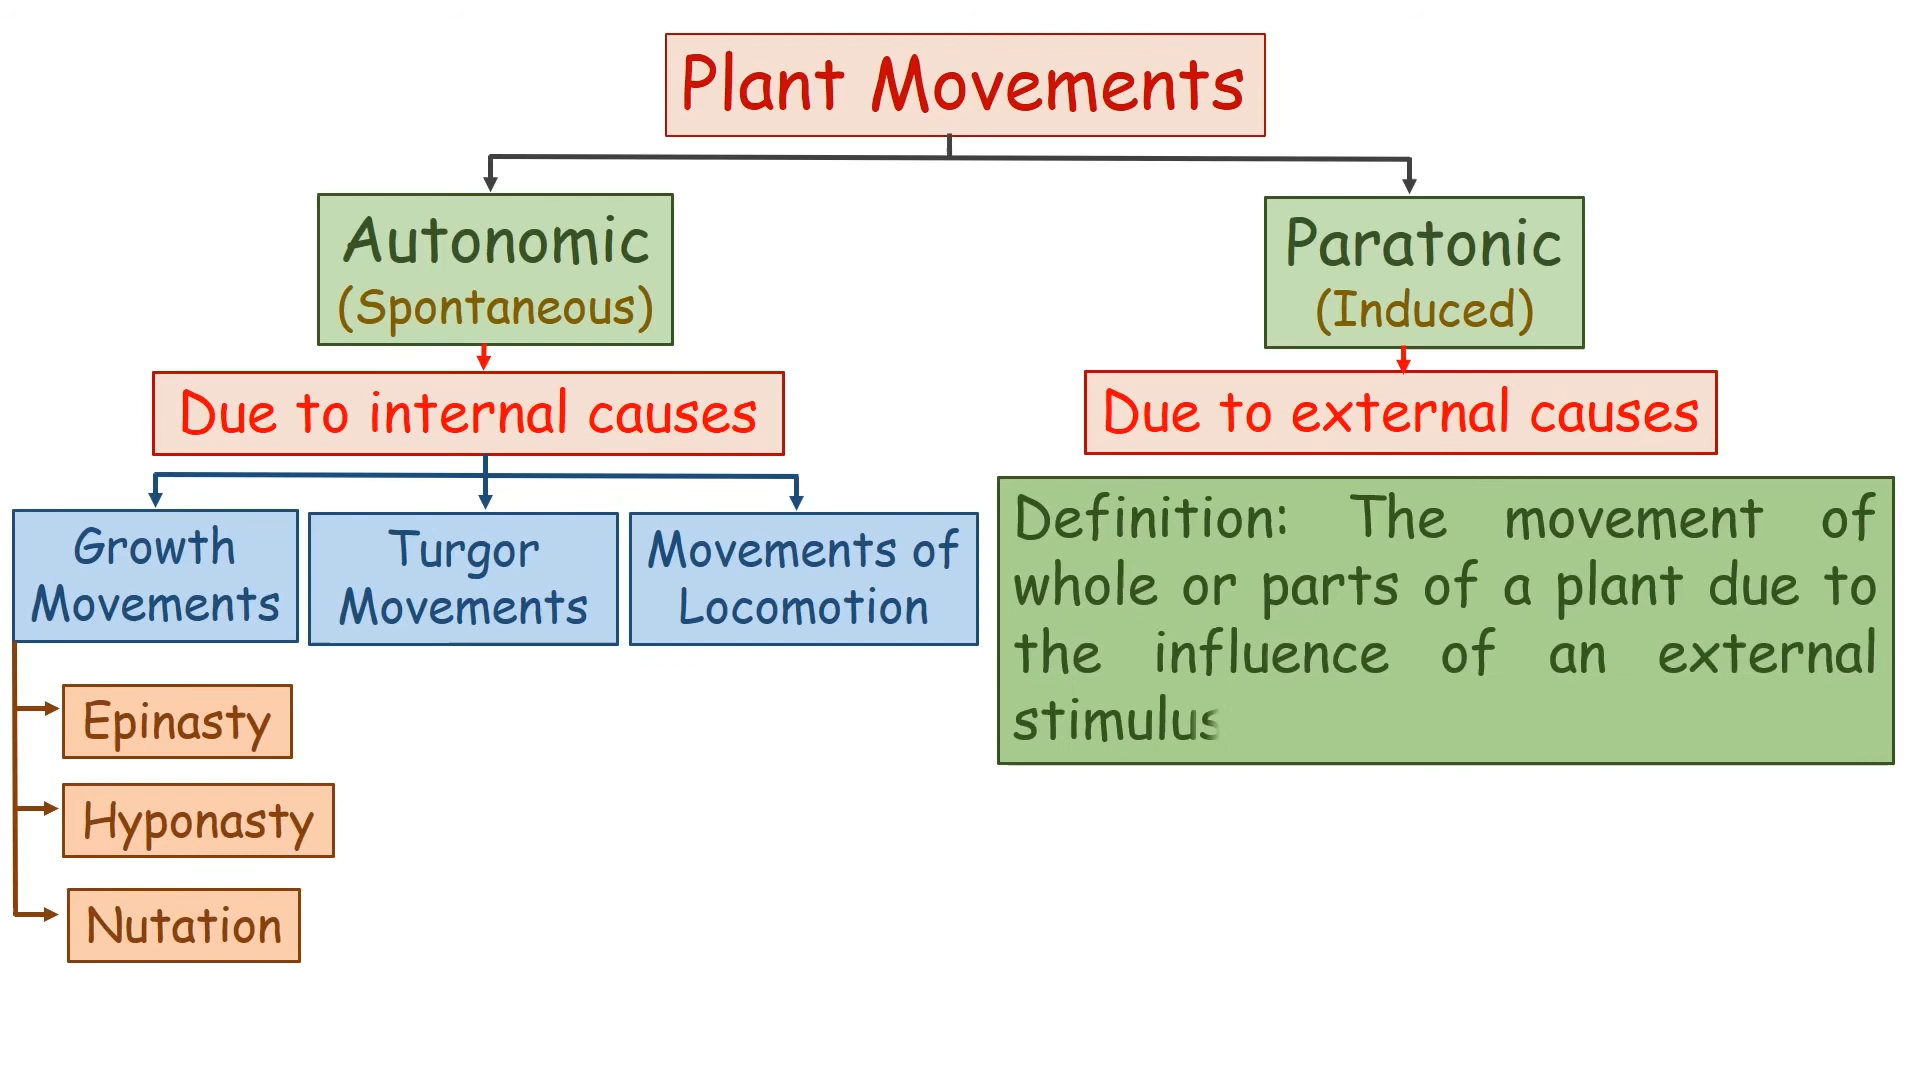 Plant Movements
Autonomic
(Spontaneous)
Paratonic
(Induced)
Due to internal causes
Due to external causes
Growth
Movements
Turgor
Movements
Movements of
Locomotion
Epinasty
Hyponasty
Nutation
Definition: The movement of
whole or parts of a plant due to
the influence of an external
stimulus